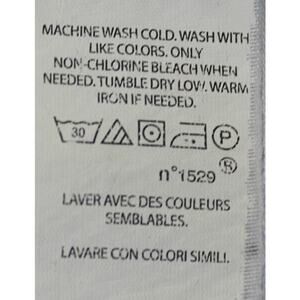 MACHINE WASH COLD. WASH WITH
LIKE COLORS. ONLY
NON-CHLORINE BLEACH WHEN
NEEDED. TUMBLE DRY LOW. WARM
IRON IF NEEDED.
30 P
n°1529 ®
LAVER AVEC DES COULEURS
SEMBLABLES.
LAVARE CON COLORI SIMILI.